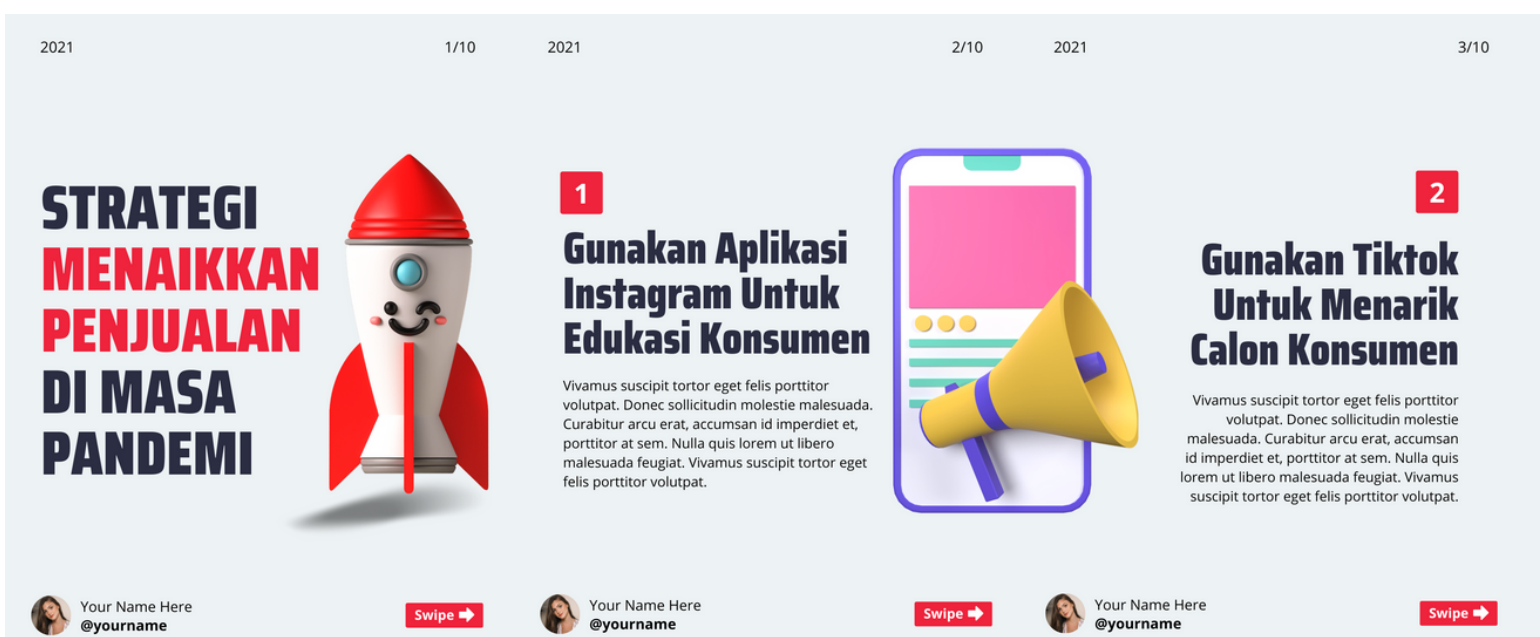 2021
1/10
STRATEGI
MENAIKKAN
PENJUALAN
DI MASA
PANDEMI
Your Name Here
@yourname
Swipe
2021
2/10
1
Gunakan Aplikasi
Instagram Untuk
Edukasi Konsumen
Vivamus suscipit tortor eget felis porttitor
volutpat. Donec sollicitudin molestie malesuada.
Curabitur arcu erat, accumsan id imperdiet et,
porttitor at sem. Nulla quis lorem ut libero
malesuada feugiat. Vivamus suscipit tortor eget
felis porttitor volutpat.
Your Name Here
@yourname
Swipe
2021
3/10
2
Gunakan Tiktok
Untuk Menarik
Calon Konsumen
Vivamus suscipit tortor eget felis porttitor
volutpat. Donec sollicitudin molestie
malesuada. Curabitur arcu erat, accumsan
id imperdiet et, porttitor at sem. Nulla quis
lorem ut libero malesuada feugiat. Vivamus
suscipit tortor eget felis porttitor volutpat.
Your Name Here
@yourname
Swipe